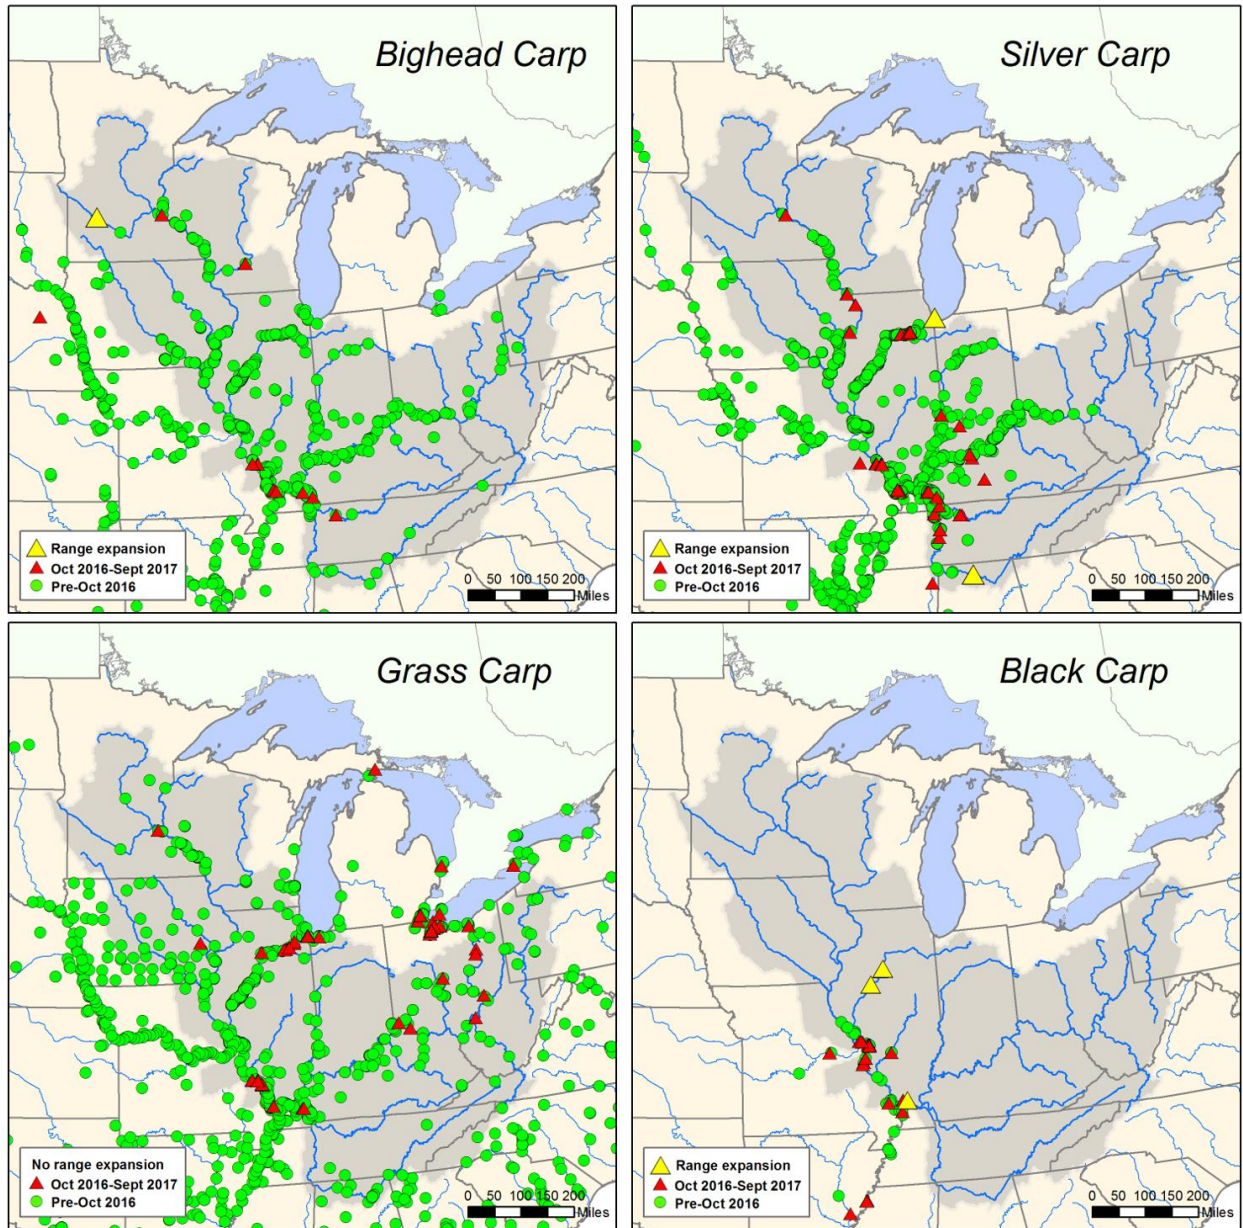 Bighead Carp
Range expansion
Oct 2016-Sept 2017
Pre-Oct 2016
0 50 100 150 200
Miles
Silver Carp
Range expansion
Oct 2016-Sept 2017
Pre-Oct 2016
0 50 100 150 200
Miles
Grass Carp
No range expansion
Oct 2016-Sept 2017
Pre-Oct 2016
0 50 100 150 200
Miles
Black Carp
Range expansion
Oct 2016-Sept 2017
Pre-Oct 2016
0 50 100 150 200
Miles